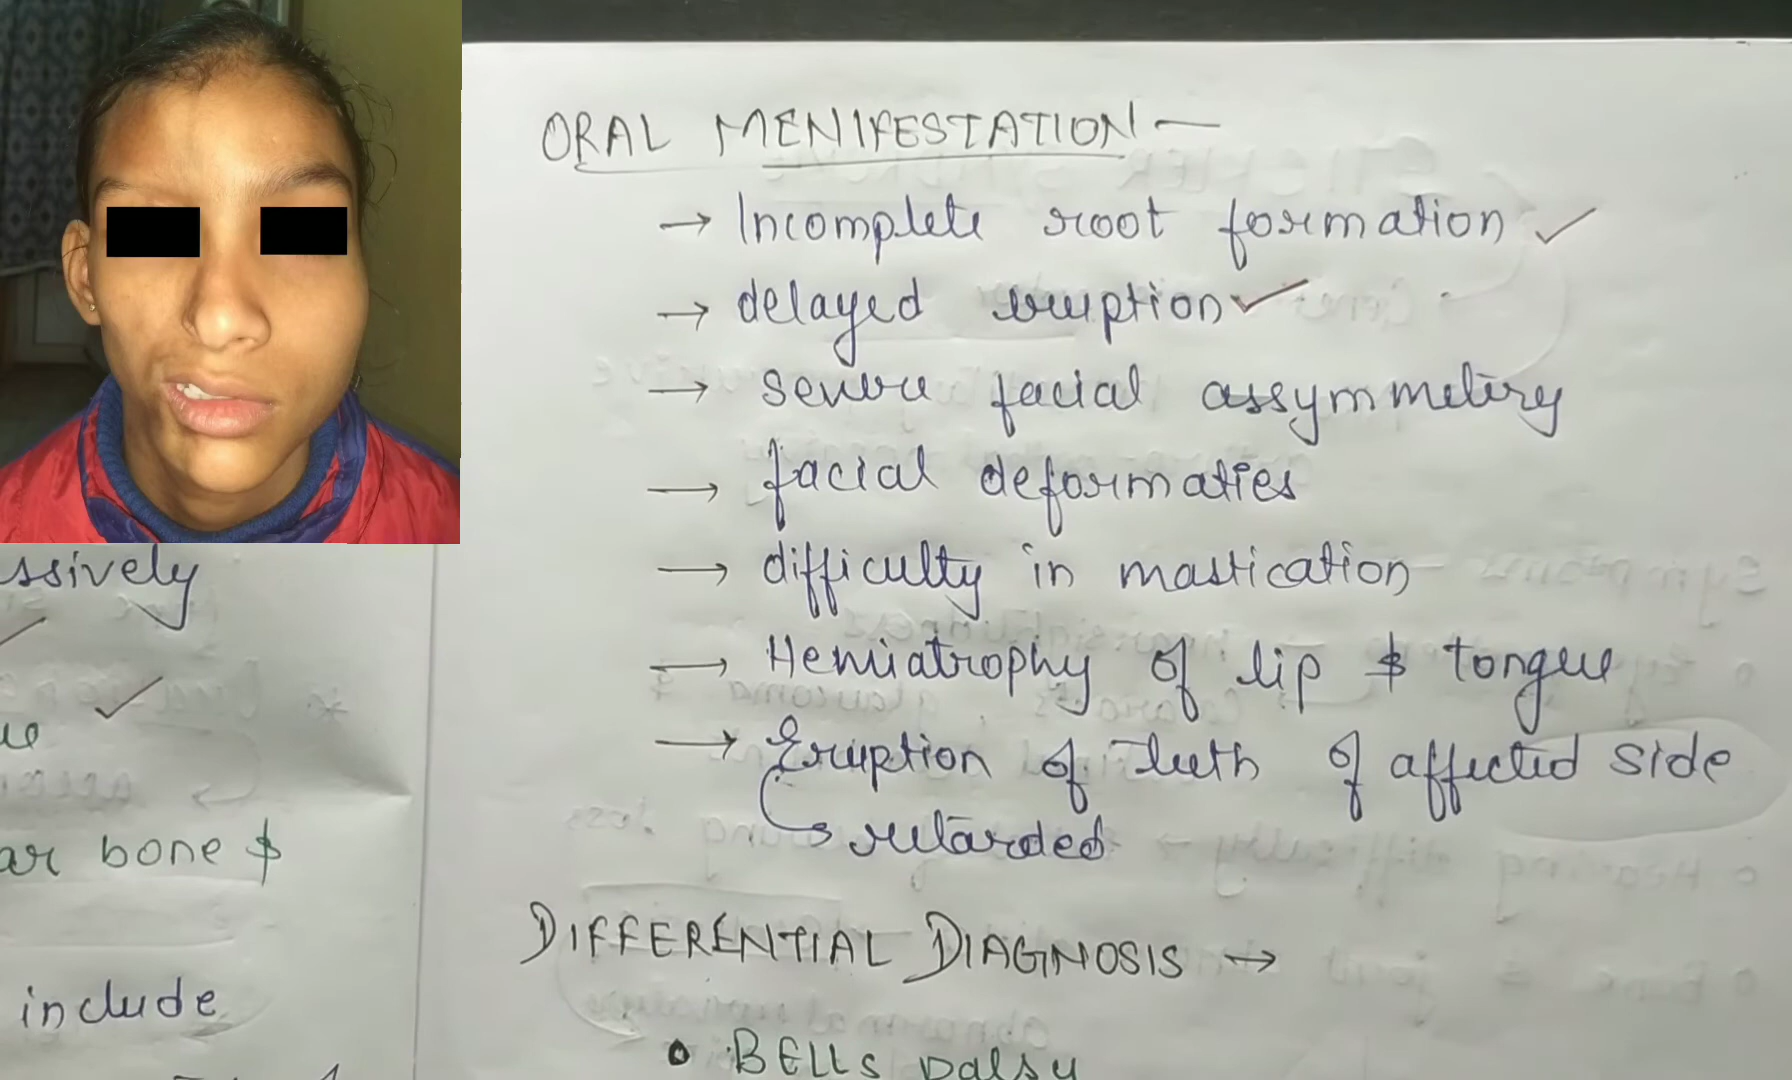 ORAL MENIFESTATION —
→ Incomplete root formation ✓
→ delayed eruption ✓
→ severe facial assymmetry
→ facial deformaties
→ difficulty in mastication
→ Hemiatrophy of lip & tongue
→ Eruption of Teeth of affected side
↳ retarded
DIFFERENTIAL DIAGNOSIS →
• BELLS palsy
ssively
ue
ar bone &
include